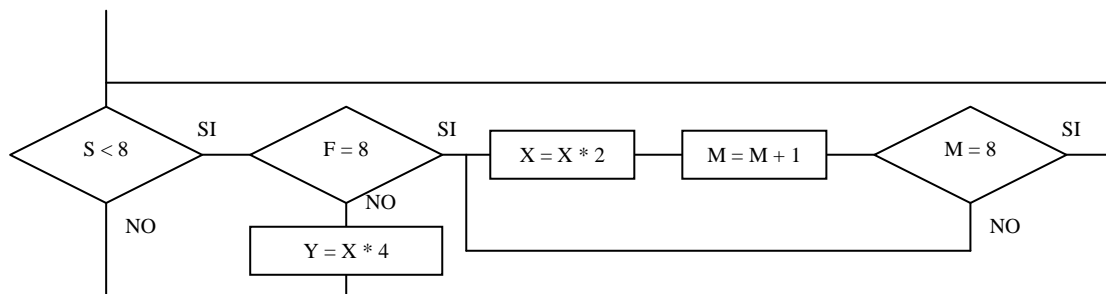 S < 8
SI
F = 8
SI
X = X * 2
M = M + 1
M = 8
SI
NO
NO
NO
Y = X * 4